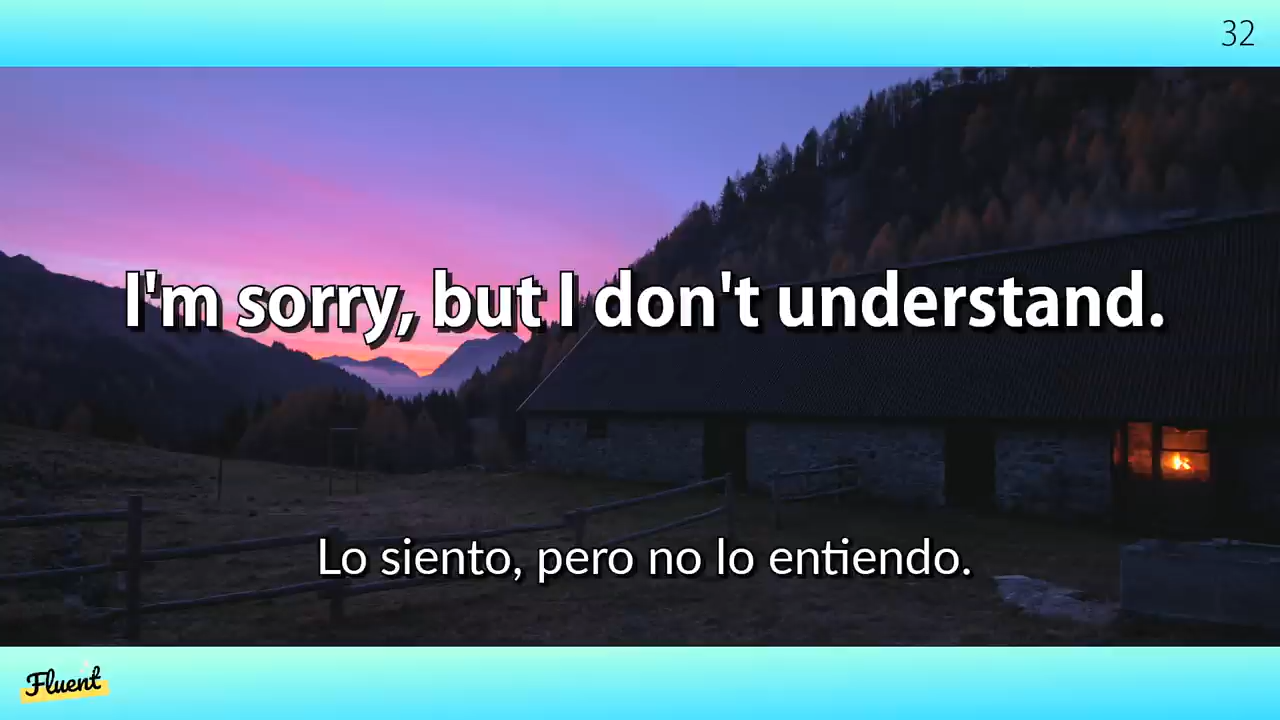 32
I'm sorry, but I don't understand.
Lo siento, pero no lo entiendo.
Fluent